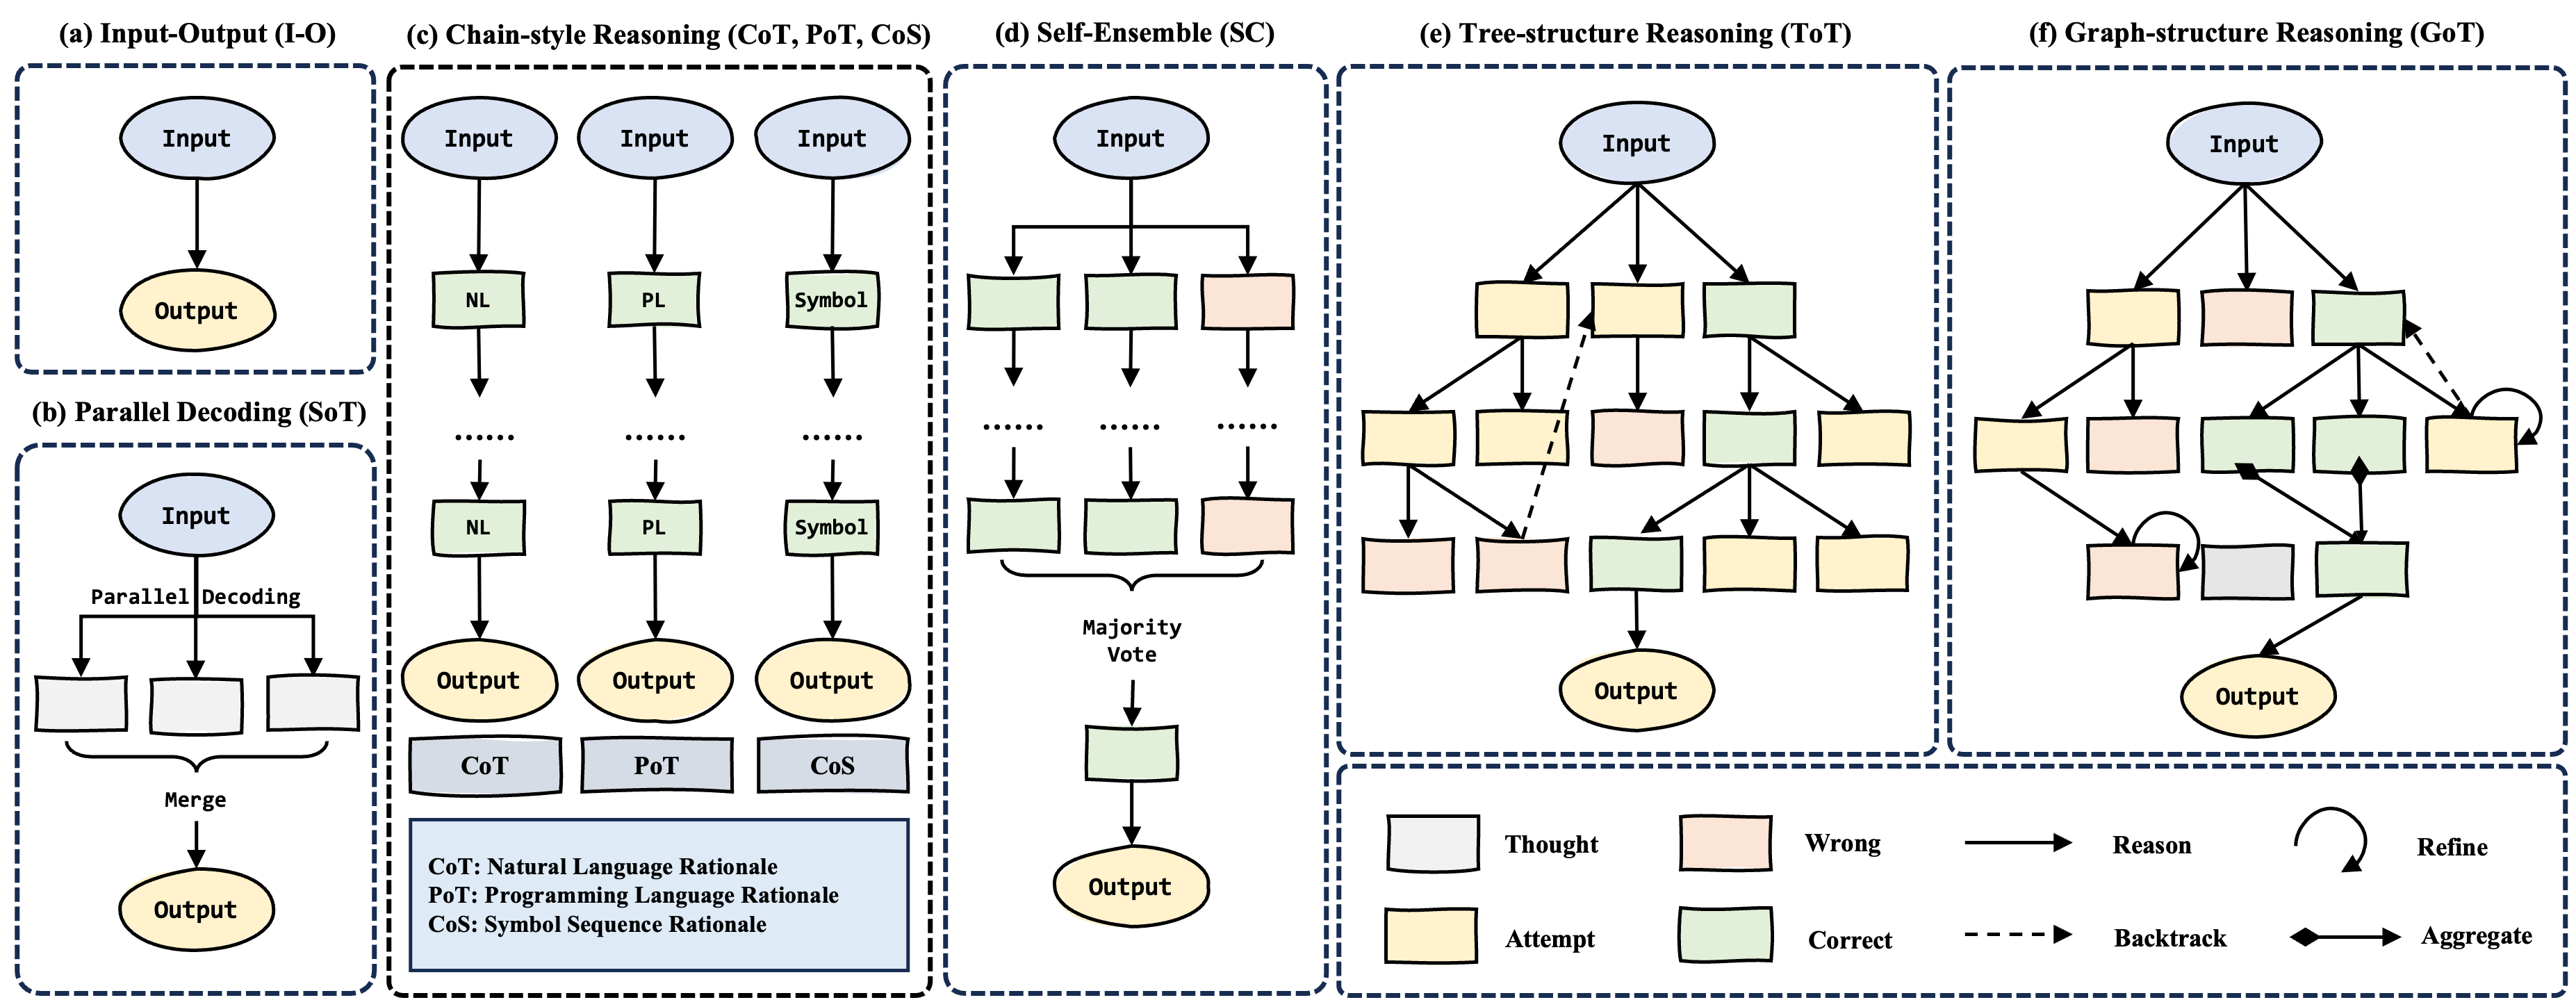 (a) Input-Output (I-O)
Input
Output
(b) Parallel Decoding (SoT)
Input
Parallel Decoding
Merge
Output
(c) Chain-style Reasoning (CoT, PoT, CoS)
Input
Input
Input
NL
PL
Symbol
......
......
......
NL
PL
Symbol
Output
Output
Output
CoT
PoT
CoS
CoT: Natural Language Rationale
PoT: Programming Language Rationale
CoS: Symbol Sequence Rationale
(d) Self-Ensemble (SC)
Input
......
......
......
Majority
Vote
Output
(e) Tree-structure Reasoning (ToT)
Input
Output
(f) Graph-structure Reasoning (GoT)
Input
Output
Thought
Wrong
Reason
Refine
Attempt
Correct
Backtrack
Aggregate